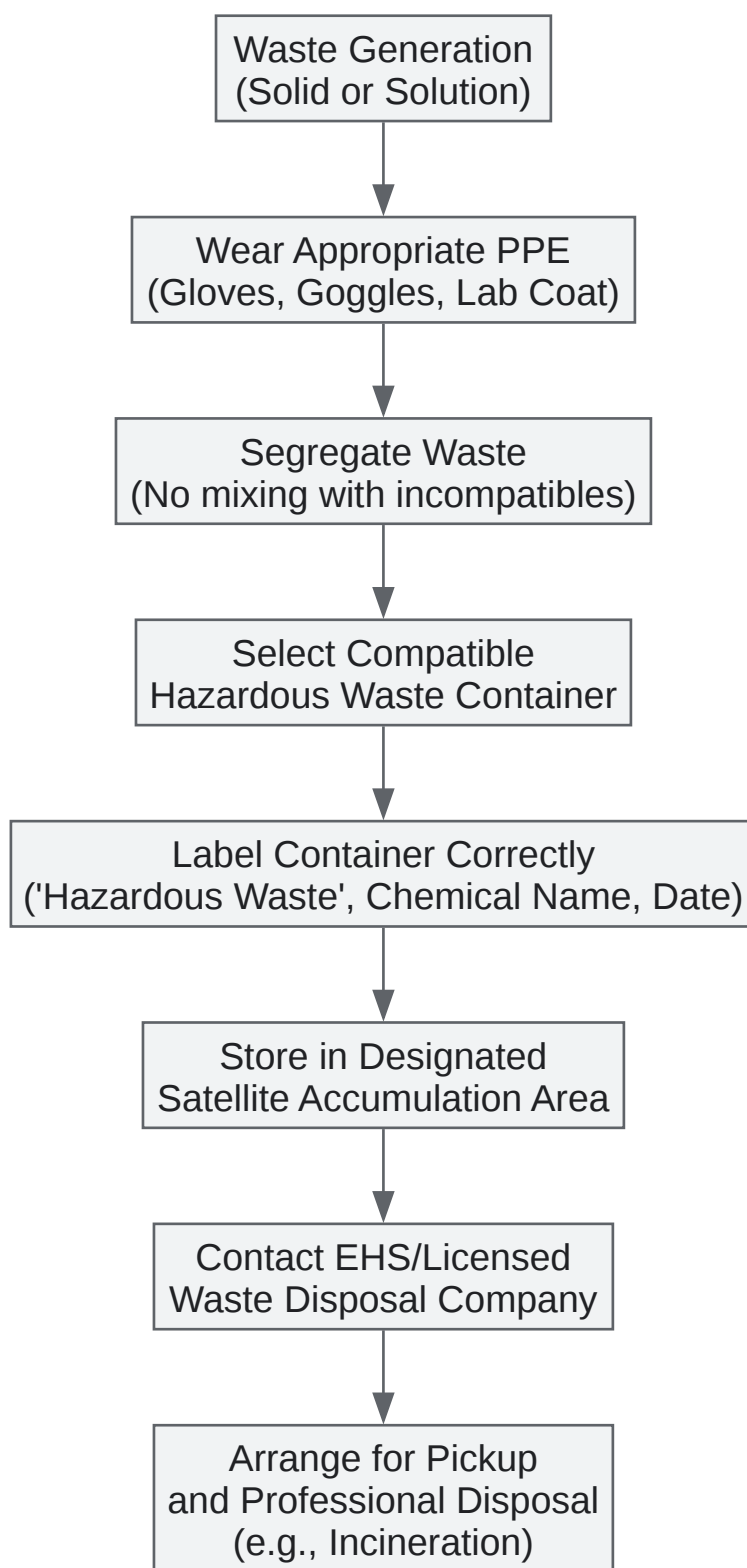 Waste Generation
(Solid or Solution)
Wear Appropriate PPE
(Gloves, Goggles, Lab Coat)
Segregate Waste
(No mixing with incompatibles)
Select Compatible
Hazardous Waste Container
Label Container Correctly
('Hazardous Waste', Chemical Name, Date)
Store in Designated
Satellite Accumulation Area
Contact EHS/Licensed
Waste Disposal Company
Arrange for Pickup
and Professional Disposal
(e.g., Incineration)